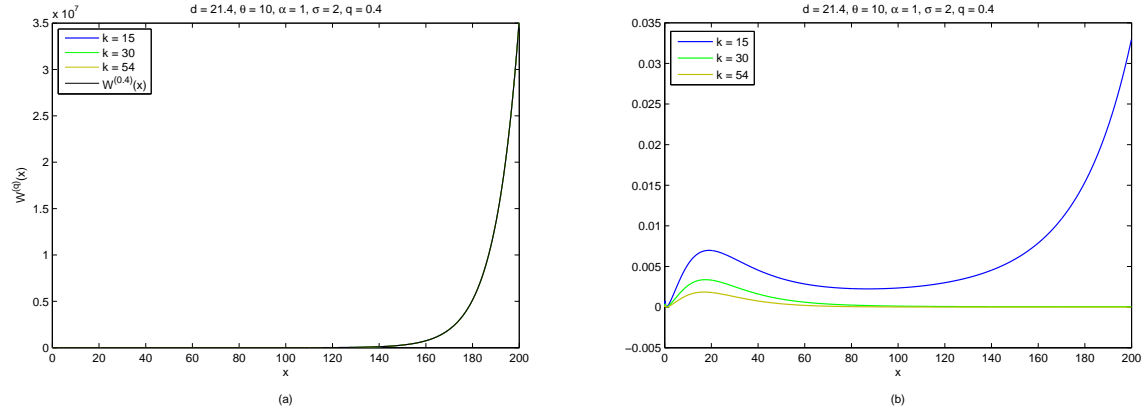 d = 21.4, θ = 10, α = 1, σ = 2, q = 0.4
x 10⁷
3.5
3
2.5
2
1.5
1
0.5
0
W⁽q⁾(x)
k = 15
k = 30
k = 54
W⁽⁰·⁴⁾(x)
0 20 40 60 80 100 120 140 160 180 200
x
(a)
d = 21.4, θ = 10, α = 1, σ = 2, q = 0.4
0.035
0.03
0.025
0.02
0.015
0.01
0.005
0
−0.005
k = 15
k = 30
k = 54
0 20 40 60 80 100 120 140 160 180 200
x
(b)